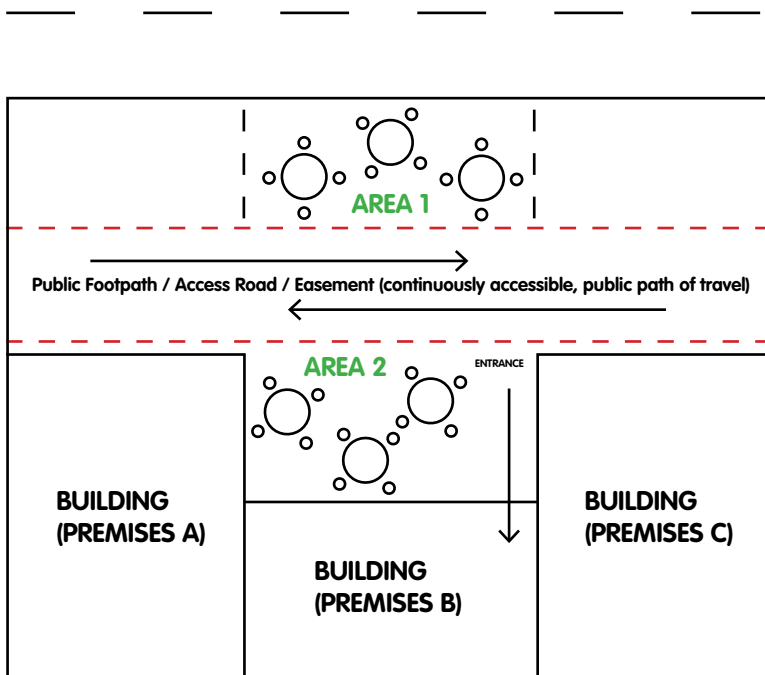 AREA 1
Public Footpath / Access Road / Easement (continuously accessible, public path of travel)
AREA 2
ENTRANCE
BUILDING
(PREMISES A)
BUILDING
(PREMISES C)
BUILDING
(PREMISES B)